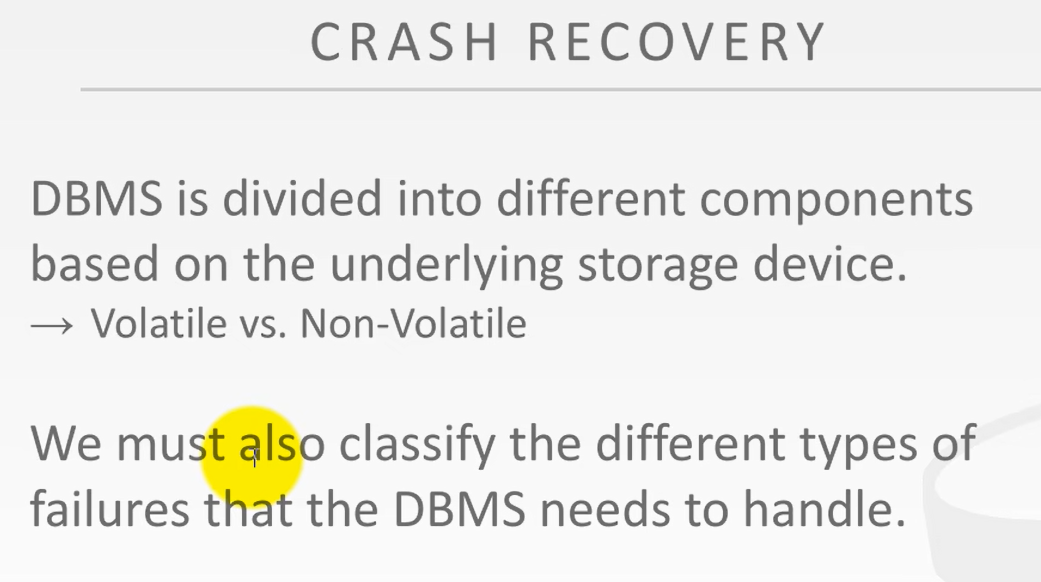 CRASH RECOVERY
DBMS is divided into different components
based on the underlying storage device.
→ Volatile vs. Non-Volatile
We must also classify the different types of
failures that the DBMS needs to handle.